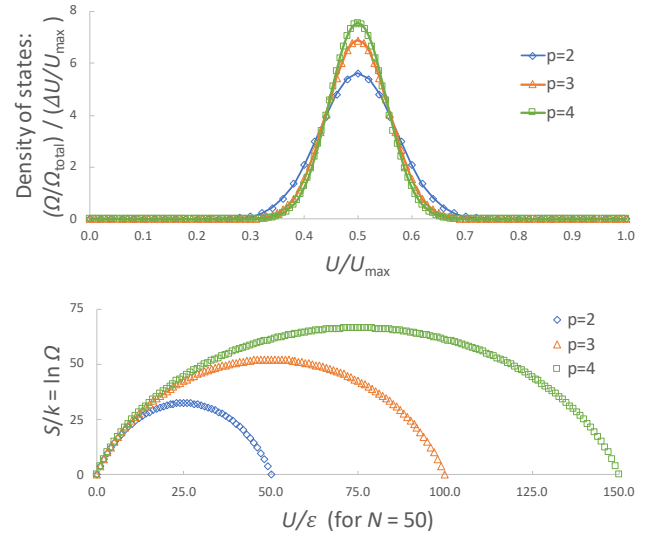 Density of states:
(Ω/Ωtotal) / (ΔU/Umax)
8
6
4
2
0
p=2
p=3
p=4
0.0 0.1 0.2 0.3 0.4 0.5 0.6 0.7 0.8 0.9 1.0
U/Umax
S/k = ln Ω
75
50
25
0
p=2
p=3
p=4
0.0 25.0 50.0 75.0 100.0 125.0 150.0
U/ε (for N = 50)